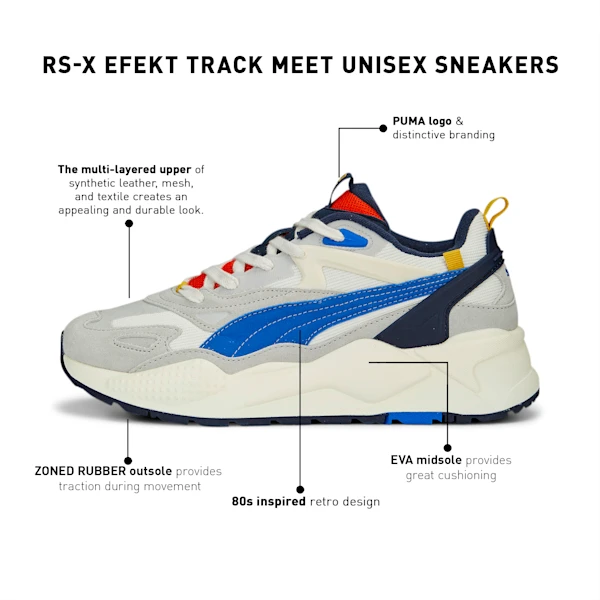 RS-X EFEKT TRACK MEET UNISEX SNEAKERS
PUMA logo &
distinctive branding
The multi-layered upper of
synthetic leather, mesh,
and textile creates an
appealing and durable look.
ZONED RUBBER outsole provides
traction during movement
EVA midsole provides
great cushioning
80s inspired retro design